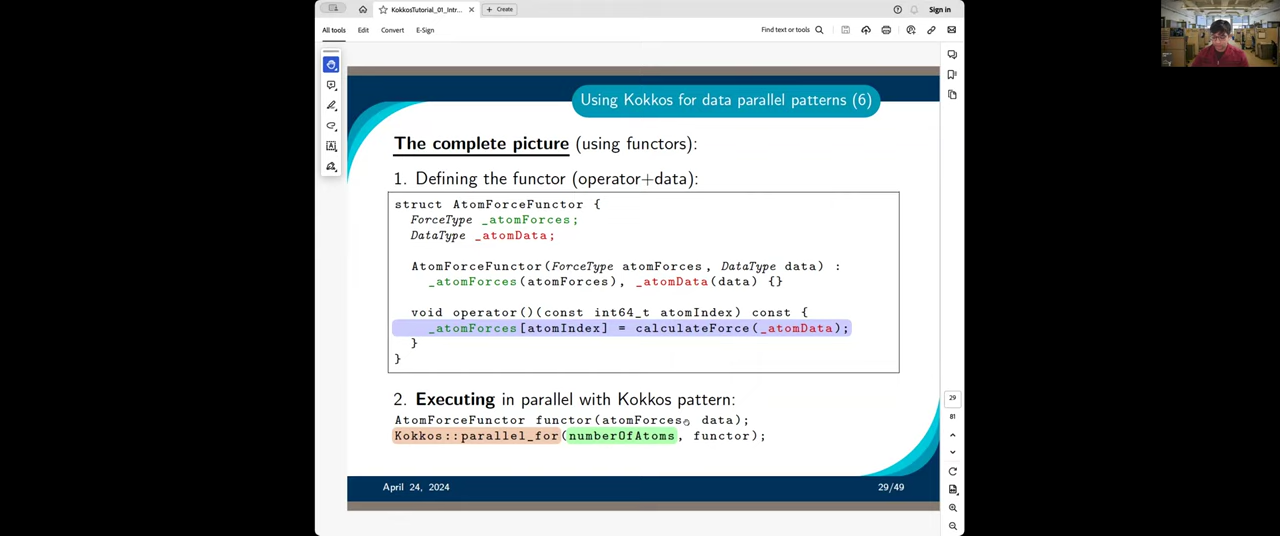 KokkosTutorial_01_Intr...
Create
Sign in
All tools
Edit
Convert
E-Sign
Find text or tools
Using Kokkos for data parallel patterns (6)
The complete picture (using functors):
1. Defining the functor (operator+data):
struct AtomForceFunctor {
ForceType _atomForces;
DataType _atomData;
AtomForceFunctor(ForceType atomForces, DataType data) :
_atomForces(atomForces), _atomData(data) {}
void operator()(const int64_t atomIndex) const {
_atomForces[atomIndex] = calculateForce(_atomData);
}
}
2. Executing in parallel with Kokkos pattern:
AtomForceFunctor functor(atomForces, data);
Kokkos::parallel_for(numberOfAtoms, functor);
29
81
April 24, 2024
29/49